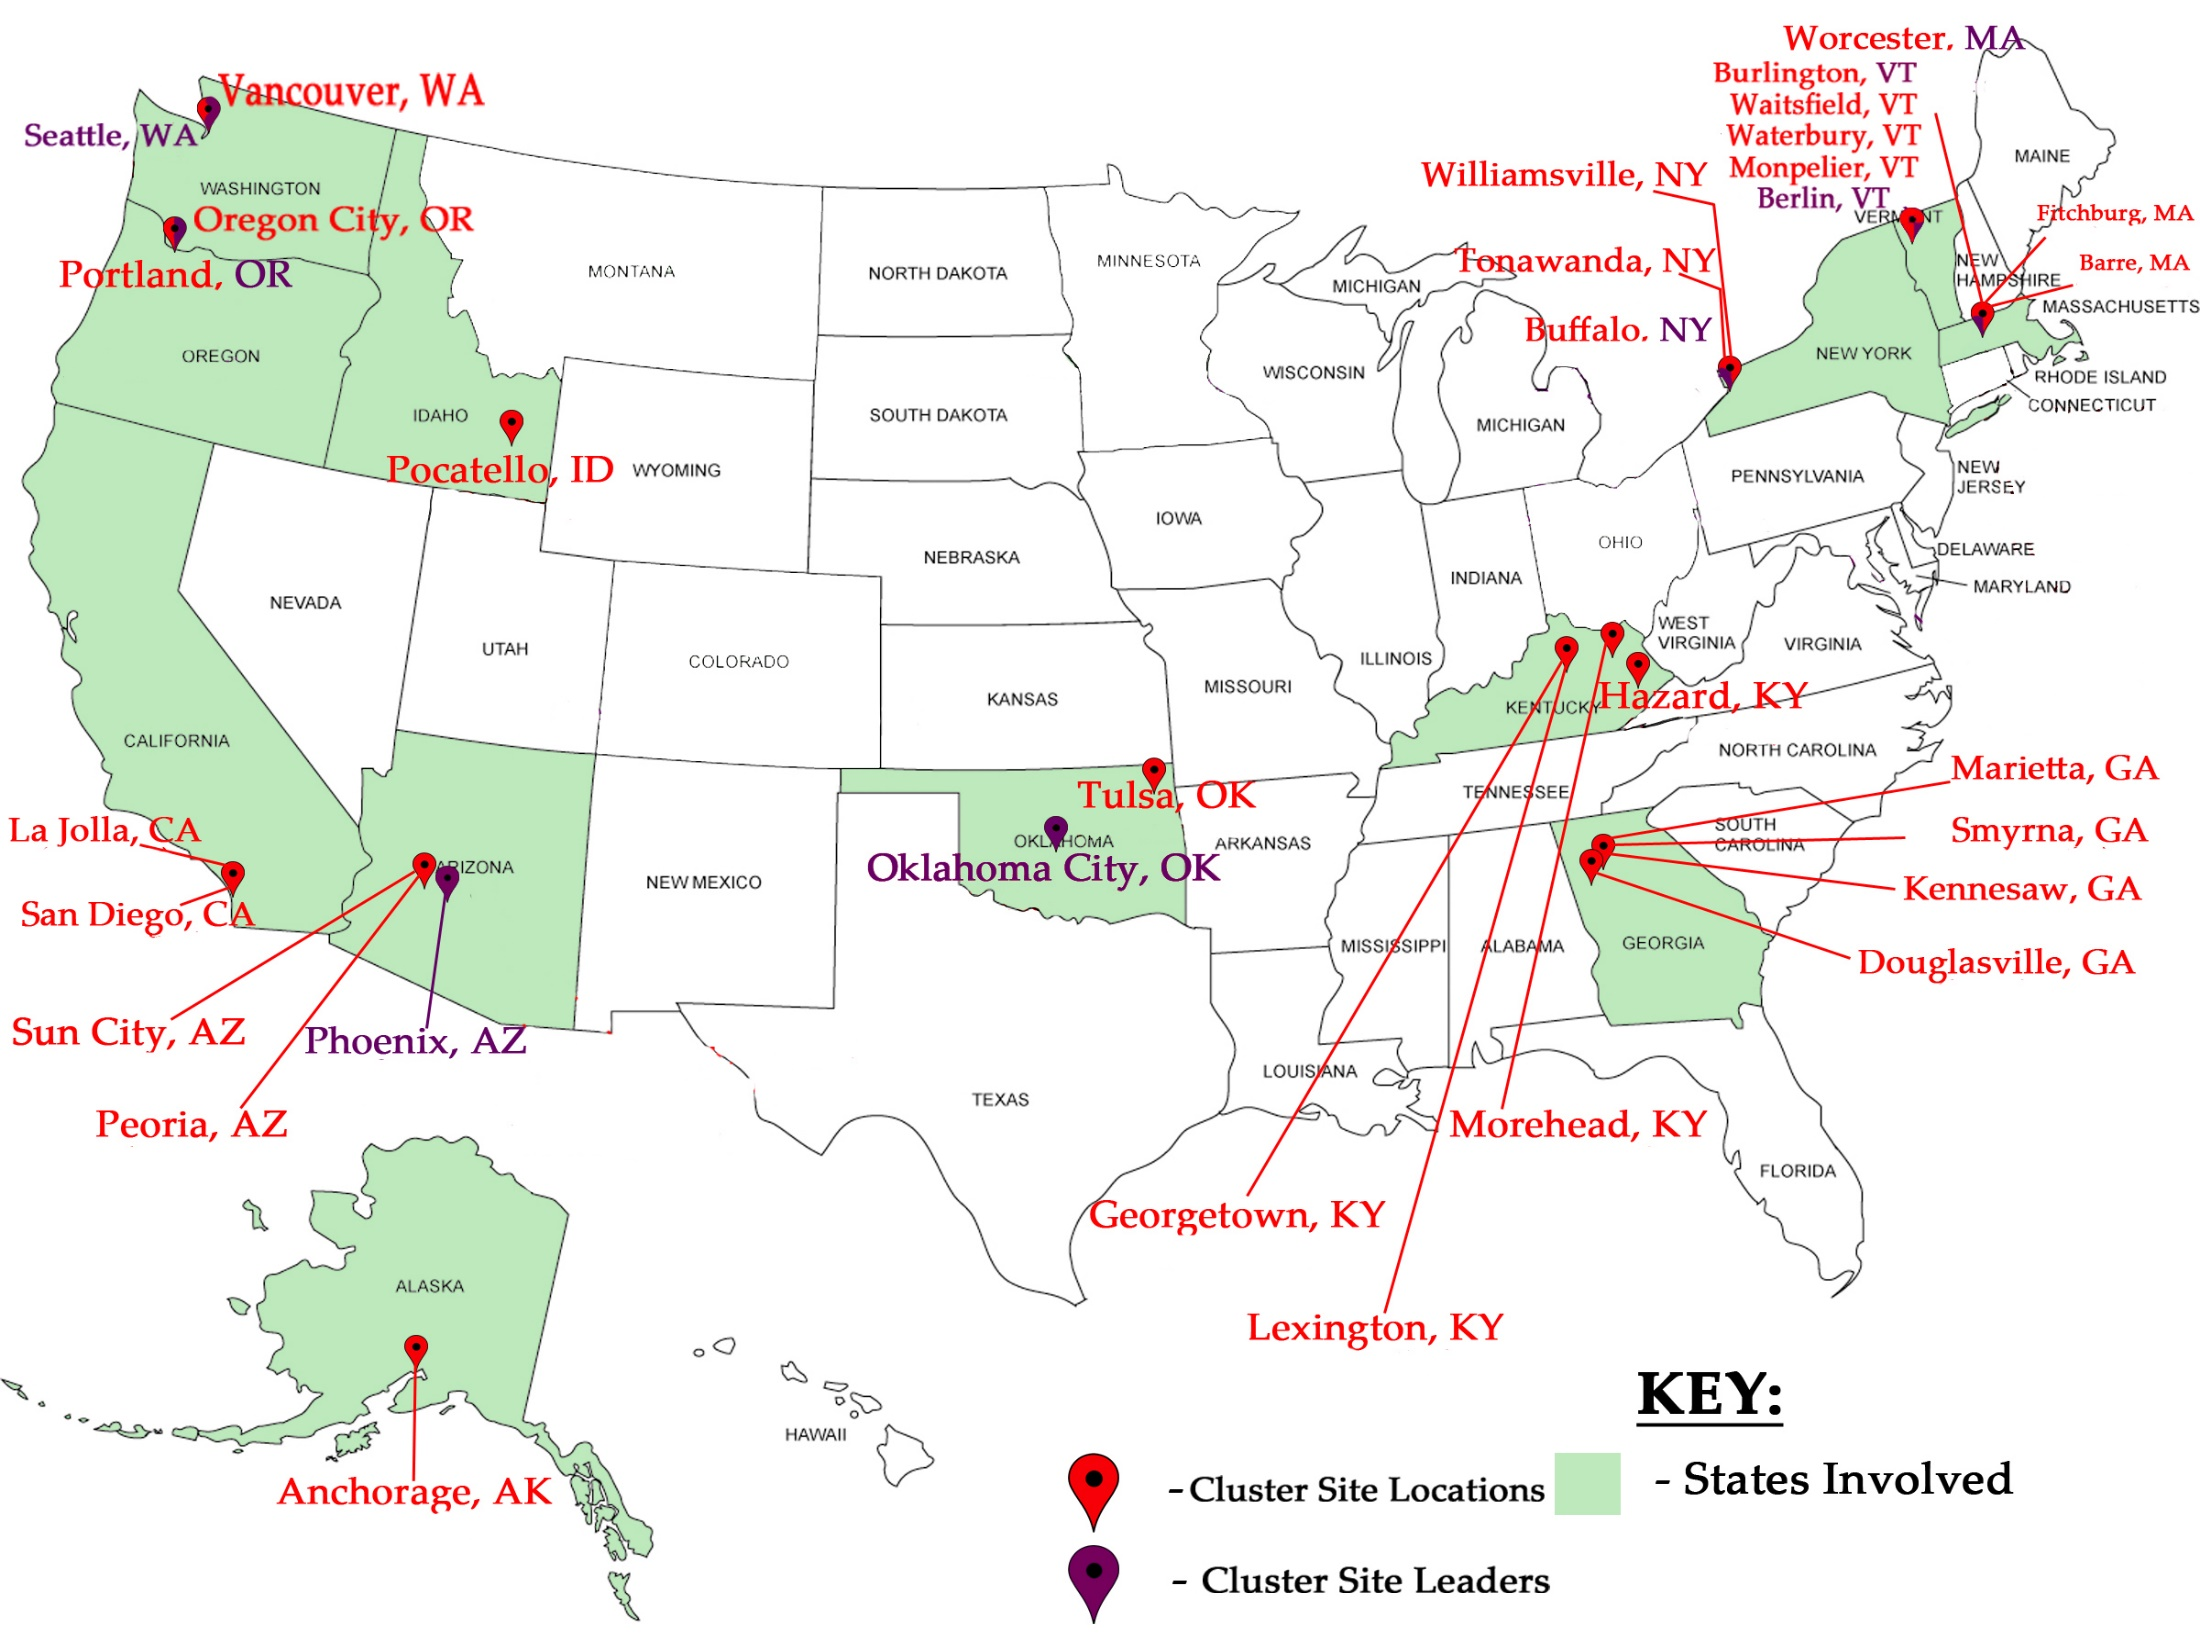 Worcester, MA
Burlington, VT
Waitsfield, VT
Waterbury, VT
Monpelier, VT
Berlin, VT
Vancouver, WA
Seattle, WA
WASHINGTON
Oregon City, OR
Portland, OR
OREGON
IDAHO
Pocatello, ID
MONTANA
WYOMING
NORTH DAKOTA
SOUTH DAKOTA
MINNESOTA
WISCONSIN
MICHIGAN
MICHIGAN
Williamsville, NY
Tonawanda, NY
Buffalo. NY
NEW YORK
VERMONT
MAINE
Fitchburg, MA
Barre, MA
NEW
HAMPSHIRE
MASSACHUSETTS
RHODE ISLAND
CONNECTICUT
PENNSYLVANIA
NEW
JERSEY
DELAWARE
MARYLAND
NEBRASKA
IOWA
ILLINOIS
INDIANA
OHIO
WEST
VIRGINIA
VIRGINIA
NEVADA
UTAH
COLORADO
KANSAS
MISSOURI
KENTUCKY
Hazard, KY
CALIFORNIA
La Jolla, CA
San Diego, CA
ARIZONA
Sun City, AZ
Phoenix, AZ
Peoria, AZ
NEW MEXICO
Tulsa, OK
OKLAHOMA
Oklahoma City, OK
ARKANSAS
TENNESSEE
NORTH CAROLINA
SOUTH
CAROLINA
Marietta, GA
Smyrna, GA
Kennesaw, GA
Douglasville, GA
GEORGIA
MISSISSIPPI
ALABAMA
LOUISIANA
TEXAS
FLORIDA
Morehead, KY
Georgetown, KY
Lexington, KY
ALASKA
Anchorage, AK
HAWAII
KEY:
- Cluster Site Locations
- States Involved
- Cluster Site Leaders